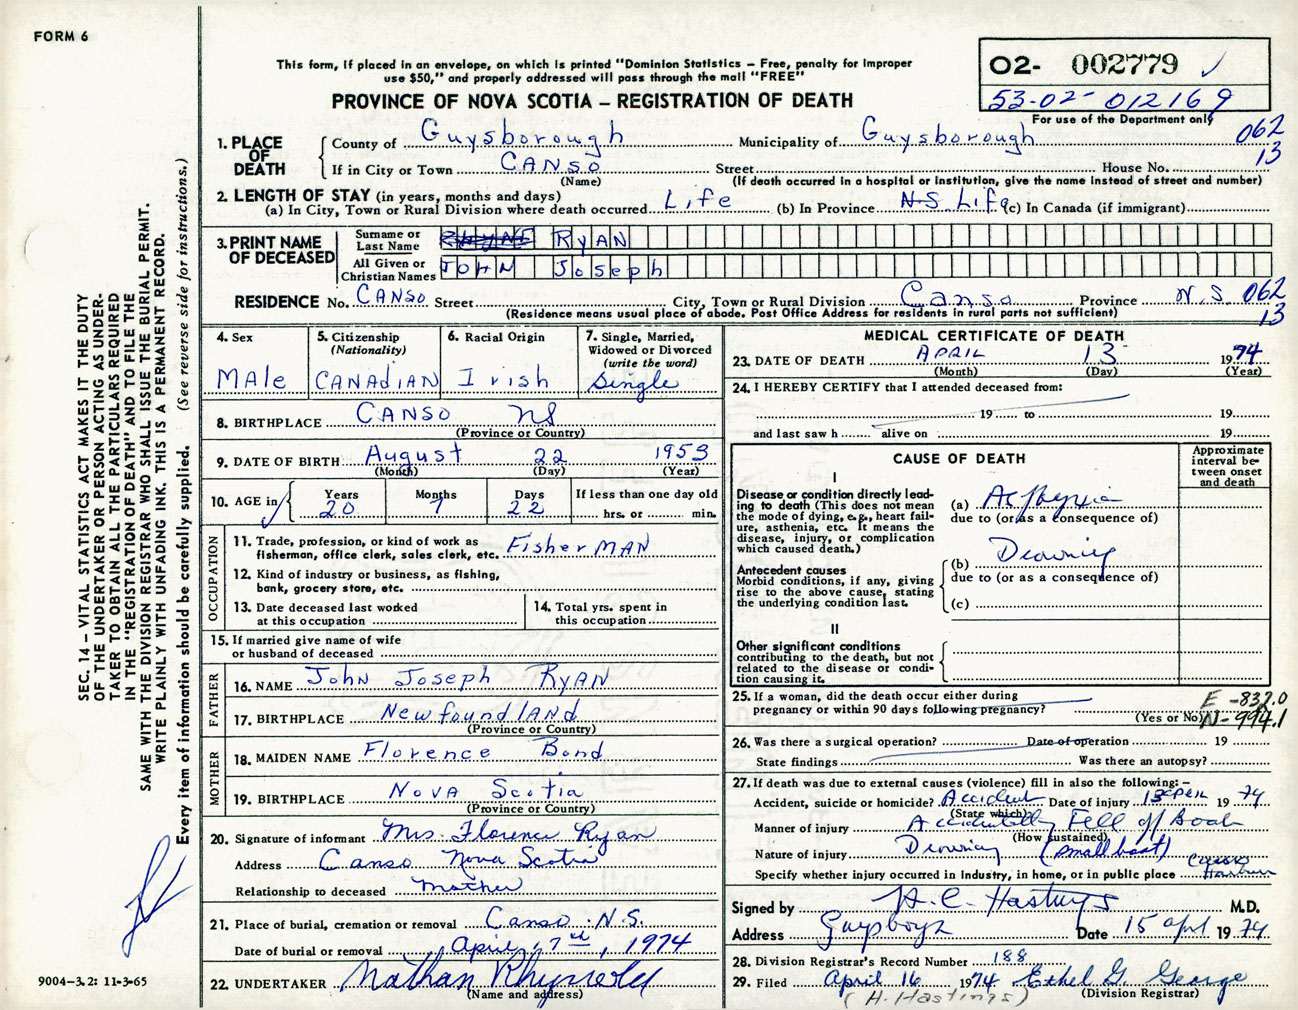 FORM 6
This form, if placed in an envelope, on which is printed "Dominion Statistics – Free, penalty for improper
use $50," and properly addressed will pass through the mail "FREE"
O2- 002779
53-02-012169
PROVINCE OF NOVA SCOTIA – REGISTRATION OF DEATH
For use of the Department only
062
13
1. PLACE OF DEATH County of Guysborough Municipality of Guysborough
If in City or Town CANSO Street House No.
(Name) (If death occurred in a hospital or institution, give the name instead of street and number)
2. LENGTH OF STAY (in years, months and days)
(a) In City, Town or Rural Division where death occurred Life (b) In Province N.S. Life (c) In Canada (if immigrant)
3. PRINT NAME OF DECEASED
Surname or Last Name RYAN
All Given or Christian Names JOHN Joseph
RESIDENCE No. CANSO Street City, Town or Rural Division Canso Province N.S. 062
13
(Residence means usual place of abode. Post Office Address for residents in rural parts not sufficient)
4. Sex 5. Citizenship 6. Racial Origin 7. Single, Married,
(Nationality) Widowed or Divorced
(write the word)
MAle CANAdiAN Irish Single
8. BIRTHPLACE CANSO NS
(Province or Country)
9. DATE OF BIRTH August 22 1953
(Month) (Day) (Year)
10. AGE in Years Months Days If less than one day old
20 7 22 hrs. or min.
OCCUPATION
11. Trade, profession, or kind of work as
fisherman, office clerk, sales clerk, etc. FisherMAN
12. Kind of industry or business, as fishing,
bank, grocery store, etc.
13. Date deceased last worked
at this occupation
14. Total yrs. spent in
this occupation
15. If married give name of wife
or husband of deceased
FATHER
16. NAME John Joseph RYAN
17. BIRTHPLACE NewfoundlANd
(Province or Country)
MOTHER
18. MAIDEN NAME Florence Bond
19. BIRTHPLACE Nova Scotia
(Province or Country)
20. Signature of informant Mrs. Florence Ryan
Address Canso Nova Scotia
Relationship to deceased Mother
21. Place of burial, cremation or removal Canso. N.S.
Date of burial or removal April 17th, 1974
22. UNDERTAKER Nathan
(Name and address)
MEDICAL CERTIFICATE OF DEATH
23. DATE OF DEATH APRIL 13 1974
(Month) (Day) (Year)
24. I HEREBY CERTIFY that I attended deceased from:
19 to 19
and last saw h alive on 19
CAUSE OF DEATH
Approximate interval between onset and death
I
Disease or condition directly lead-
ing to death (This does not mean
the mode of dying, e.g., heart fail-
ure, asthenia, etc. It means the
disease, injury, or complication
which caused death.)
(a) Asphyxia
due to (or as a consequence of)
Antecedent causes
Morbid conditions, if any, giving
rise to the above cause, stating
the underlying condition last.
(b) Drowning
due to (or as a consequence of)
(c)
II
Other significant conditions
contributing to the death, but not
related to the disease or condi-
tion causing it.
25. If a woman, did the death occur either during
pregnancy or within 90 days following pregnancy?
(Yes or No)
E-832.0
N-994.1
26. Was there a surgical operation? Date of operation 19
State findings Was there an autopsy?
27. If death was due to external causes (violence) fill in also the following:–
Accident, suicide or homicide? Accident Date of injury 13 April 1974
(State which)
Manner of injury Accidentally Fell of Boat
(How sustained)
Nature of injury Drowning (small boat)
Specify whether injury occurred in industry, in home, or in public place Canso Harbour
Signed by H. C. Hastings M.D.
Address Date 15 April 1974
28. Division Registrar's Record Number 188
29. Filed April 16 1974 Ethel G. George
(H. Hastings) (Division Registrar)
SEC. 14 – VITAL STATISTICS ACT MAKES IT THE DUTY
OF THE UNDERTAKER OR PERSON ACTING AS UNDER-
TAKER TO OBTAIN ALL THE PARTICULARS REQUIRED
IN THE "REGISTRATION OF DEATH" AND TO FILE THE
SAME WITH THE DIVISION REGISTRAR WHO SHALL ISSUE THE BURIAL PERMIT.
WRITE PLAINLY WITH UNFADING INK. THIS IS A PERMANENT RECORD.
Every item of information should be carefully supplied. (See reverse side for instructions.)
9004-3.2: 11-3-65